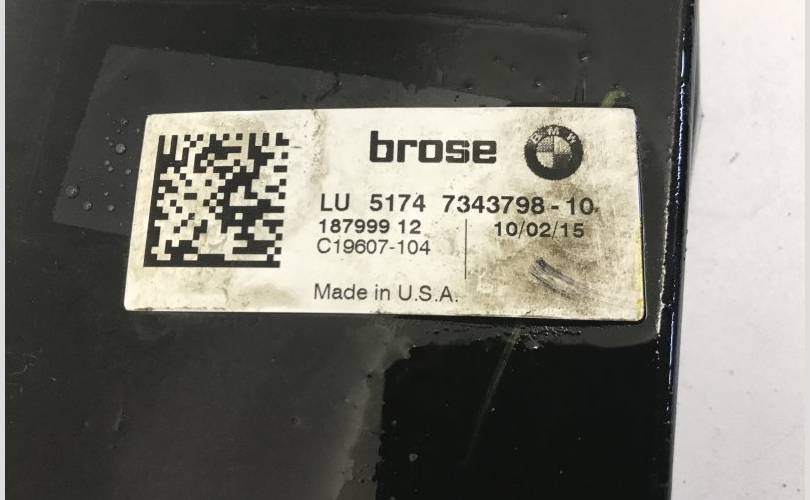 brose BMW
LU 5174 7343798-10
187999 12 10/02/15
C19607-104
Made in U.S.A.